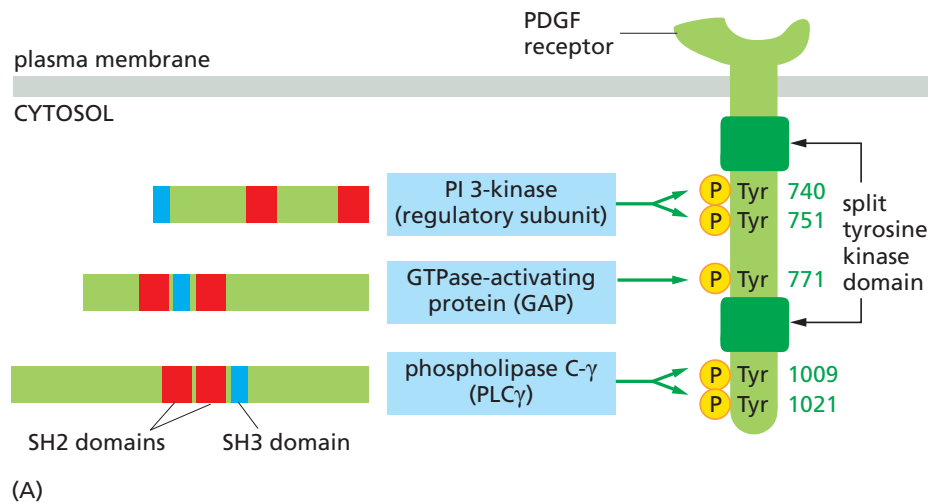 PDGF
receptor
plasma membrane
CYTOSOL
PI 3-kinase
(regulatory subunit)
P Tyr 740
P Tyr 751
split
tyrosine
kinase
domain
GTPase-activating
protein (GAP)
P Tyr 771
phospholipase C-γ
(PLCγ)
P Tyr 1009
P Tyr 1021
SH2 domains
SH3 domain
(A)